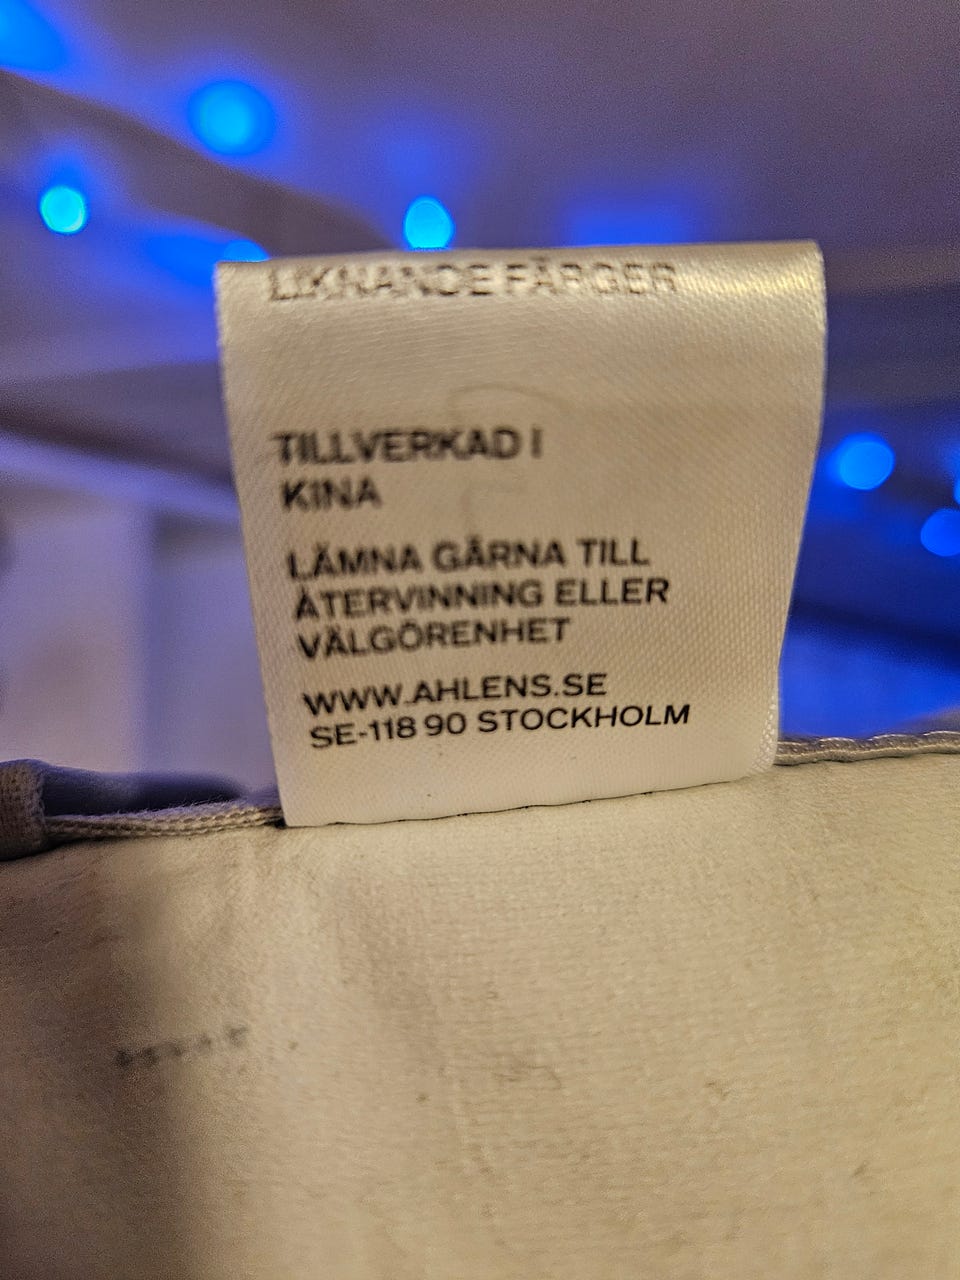 LIKNANDE FÄRGER
TILLVERKAD I
KINA
LÄMNA GÄRNA TILL
ÅTERVINNING ELLER
VÄLGÖRENHET
WWW.AHLENS.SE
SE-118 90 STOCKHOLM